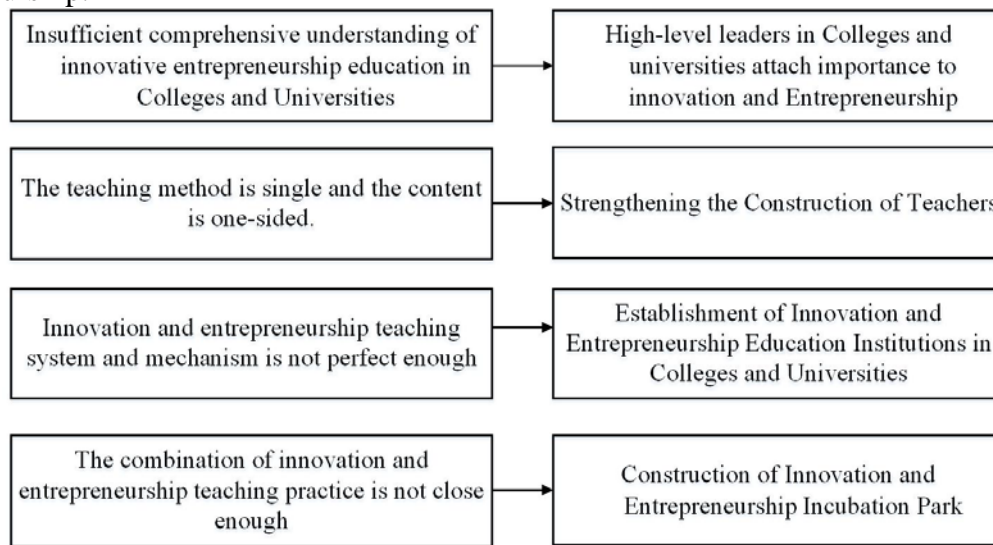 Insufficient comprehensive understanding of
innovative entrepreneurship education in
Colleges and Universities
High-level leaders in Colleges and
universities attach importance to
innovation and Entrepreneurship
The teaching method is single and the content
is one-sided.
Strengthening the Construction of Teachers
Innovation and entrepreneurship teaching
system and mechanism is not perfect enough
Establishment of Innovation and
Entrepreneurship Education Institutions in
Colleges and Universities
The combination of innovation and
entrepreneurship teaching practice is not close
enough
Construction of Innovation and
Entrepreneurship Incubation Park